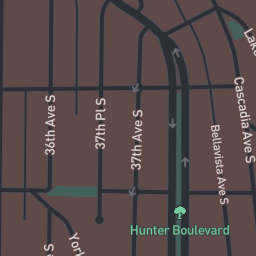 Lake
Cascadia Ave S
36th Ave S
37th Pl S
37th Ave S
Bellavista Ave S
Hunter Boulevard
York
e S